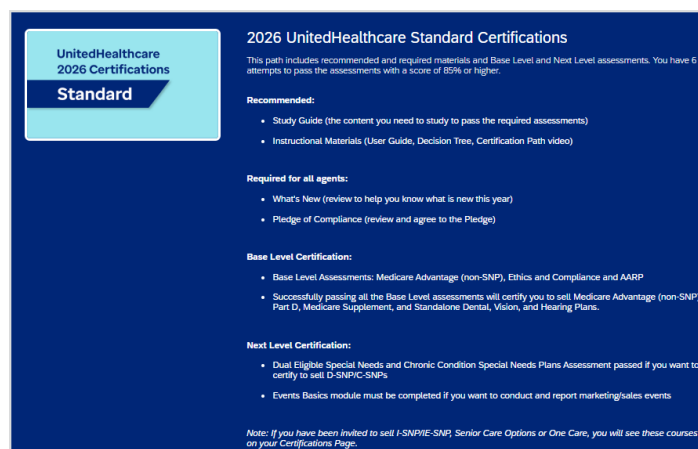 UnitedHealthcare
2026 Certifications
Standard
2026 UnitedHealthcare Standard Certifications
This path includes recommended and required materials and Base Level and Next Level assessments. You have 6
attempts to pass the assessments with a score of 85% or higher.
Recommended:
• Study Guide (the content you need to study to pass the required assessments)
• Instructional Materials (User Guide, Decision Tree, Certification Path video)
Required for all agents:
• What's New (review to help you know what is new this year)
• Pledge of Compliance (review and agree to the Pledge)
Base Level Certification:
• Base Level Assessments: Medicare Advantage (non-SNP), Ethics and Compliance and AARP
• Successfully passing all the Base Level assessments will certify you to sell Medicare Advantage (non-SNP)
Part D, Medicare Supplement, and Standalone Dental, Vision, and Hearing Plans.
Next Level Certification:
• Dual Eligible Special Needs and Chronic Condition Special Needs Plans Assessment passed if you want to
certify to sell D-SNP/C-SNPs
• Events Basics module must be completed if you want to conduct and report marketing/sales events
Note: If you have been invited to sell I-SNP/IE-SNP, Senior Care Options or One Care, you will see these courses
on your Certifications Page.